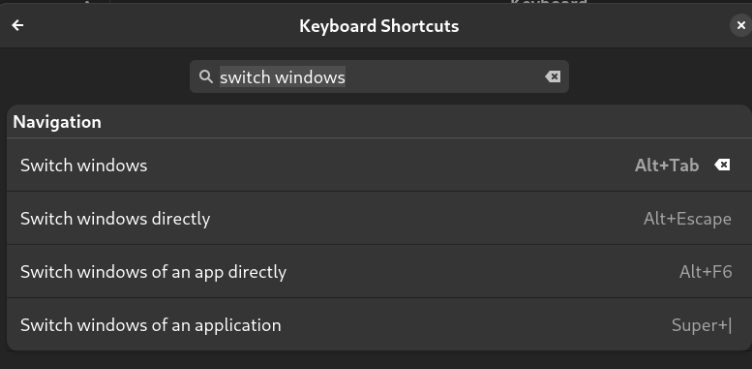 Keyboard Shortcuts
switch windows
Navigation
Switch windows Alt+Tab
Switch windows directly Alt+Escape
Switch windows of an app directly Alt+F6
Switch windows of an application Super+|